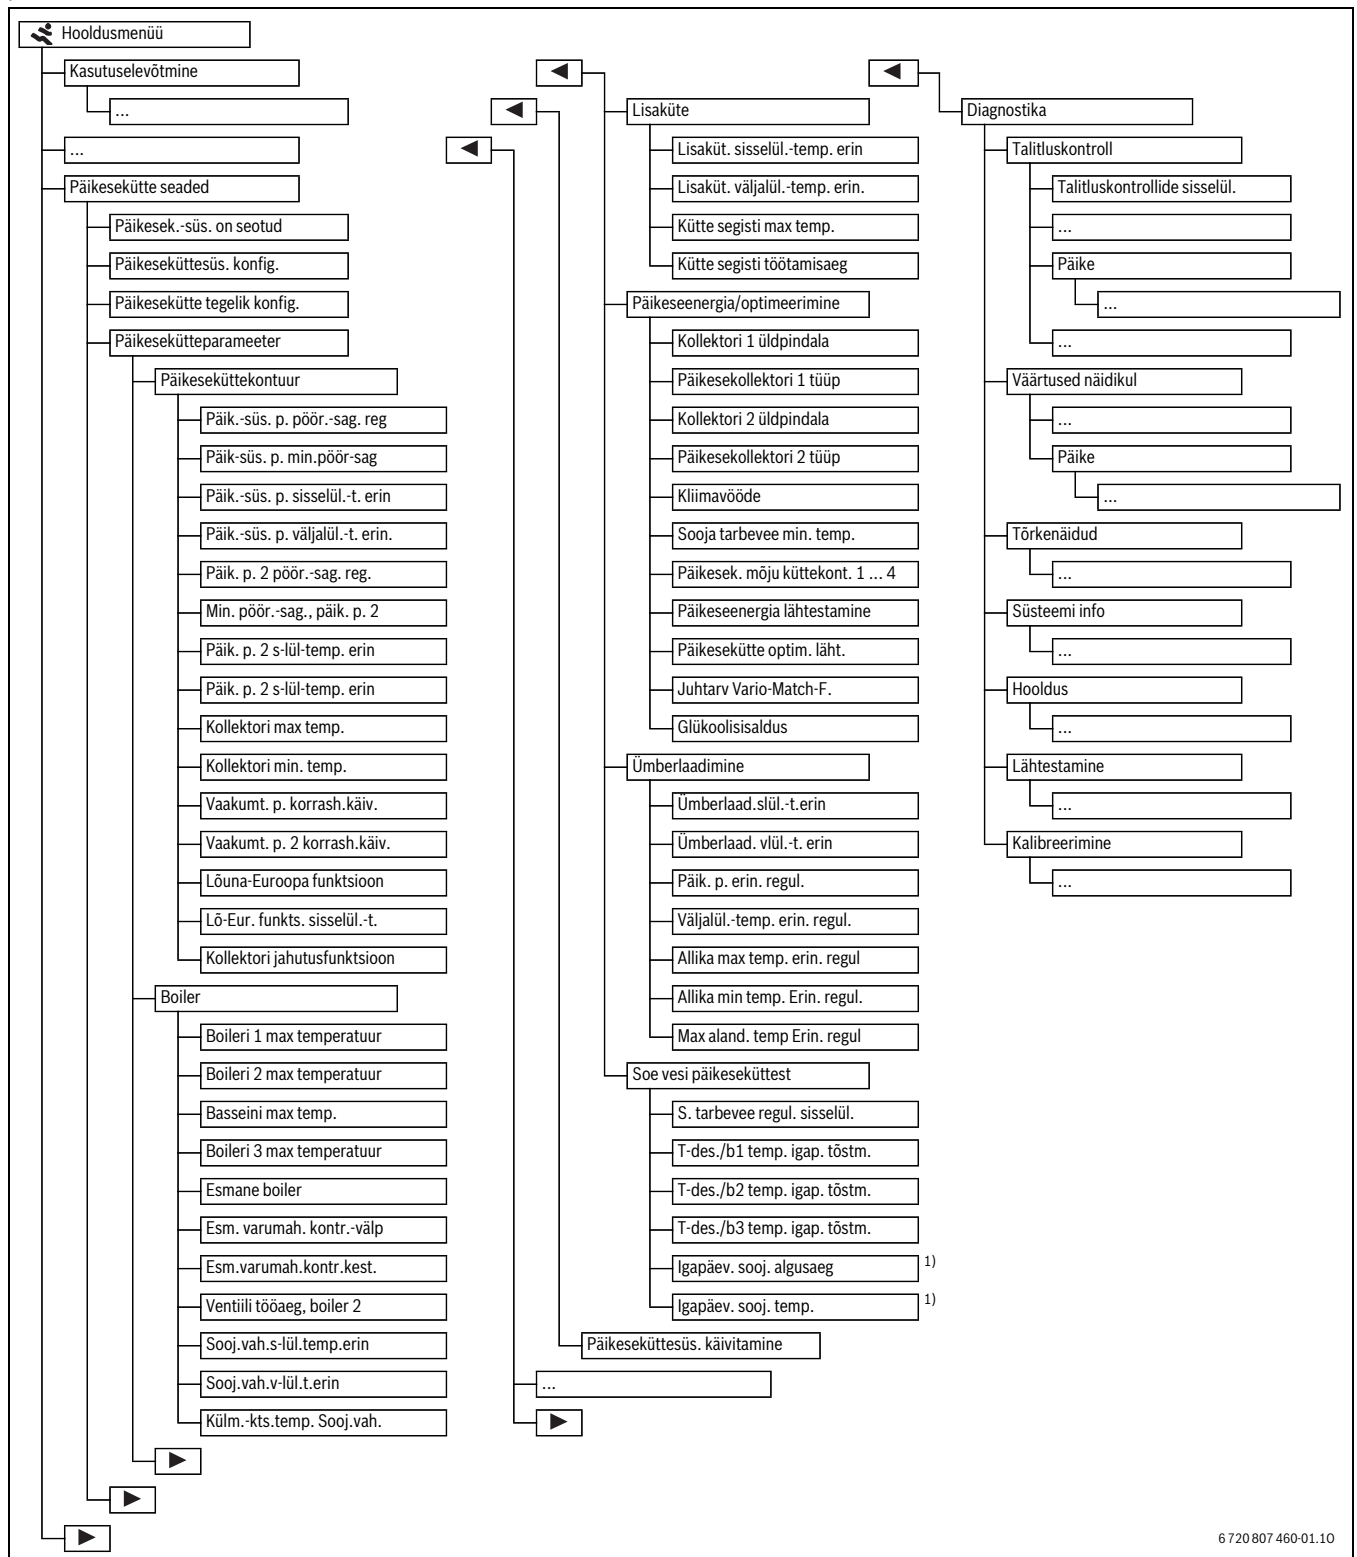 Hooldusmenüü
Kasutuselevõtmine
...
...
Päikesekütte seaded
Päikesek.-süs. on seotud
Päikeseküttesüs. konfig.
Päikesekütte tegelik konfig.
Päikesekütteparameeter
Päikeseküttekontuur
Päik.-süs. p. pöör.-sag. reg
Päik-süs. p. min.pöör-sag
Päik.-süs. p. sisselül.-t. erin
Päik.-süs. p. väljalül.-t. erin.
Päik. p. 2 pöör.-sag. reg.
Min. pöör.-sag., päik. p. 2
Päik. p. 2 s-lül-temp. erin
Päik. p. 2 s-lül-temp. erin
Kollektori max temp.
Kollektori min. temp.
Vaakumt. p. korrash.käiv.
Vaakumt. p. 2 korrash.käiv.
Lõuna-Euroopa funktsioon
Lõ-Eur. funkts. sisselül.-t.
Kollektori jahutusfunktsioon
Boiler
Boileri 1 max temperatuur
Boileri 2 max temperatuur
Basseini max temp.
Boileri 3 max temperatuur
Esmane boiler
Esm. varumah. kontr.-välp
Esm.varumah.kontr.kest.
Ventiili tööaeg, boiler 2
Sooj.vah.s-lül.temp.erin
Sooj.vah.v-lül.t.erin
Külm.-kts.temp. Sooj.vah.
Lisaküte
Lisaküt. sisselül.-temp. erin
Lisaküt. väljalül.-temp. erin.
Kütte segisti max temp.
Kütte segisti töötamisaeg
Päikeseenergia/optimeerimine
Kollektori 1 üldpindala
Päikesekollektori 1 tüüp
Kollektori 2 üldpindala
Päikesekollektori 2 tüüp
Kliimavööde
Sooja tarbevee min. temp.
Päikesek. mõju küttekont. 1 ... 4
Päikeseenergia lähtestamine
Päikesekütte optim. läht.
Juhtarv Vario-Match-F.
Glükoolisisaldus
Ümberlaadimine
Ümberlaad.slül.-t.erin
Ümberlaad. vlül.-t. erin
Päik. p. erin. regul.
Väljalül.-temp. erin. regul.
Allika max temp. erin. regul
Allika min temp. Erin. regul.
Max aland. temp Erin. regul
Soe vesi päikeseküttest
S. tarbevee regul. sisselül.
T-des./b1 temp. igap. tõstm.
T-des./b2 temp. igap. tõstm.
T-des./b3 temp. igap. tõstm.
Igapäev. sooj. algusaeg 1)
Igapäev. sooj. temp. 1)
Päikeseküttesüs. käivitamine
...
Diagnostika
Talitluskontroll
Talitluskontrollide sisselül.
...
Päike
...
...
Väärtused näidikul
...
Päike
...
Tõrkenäidud
...
Süsteemi info
...
Hooldus
...
Lähtestamine
...
Kalibreerimine
...
6 720 807 460-01.1O